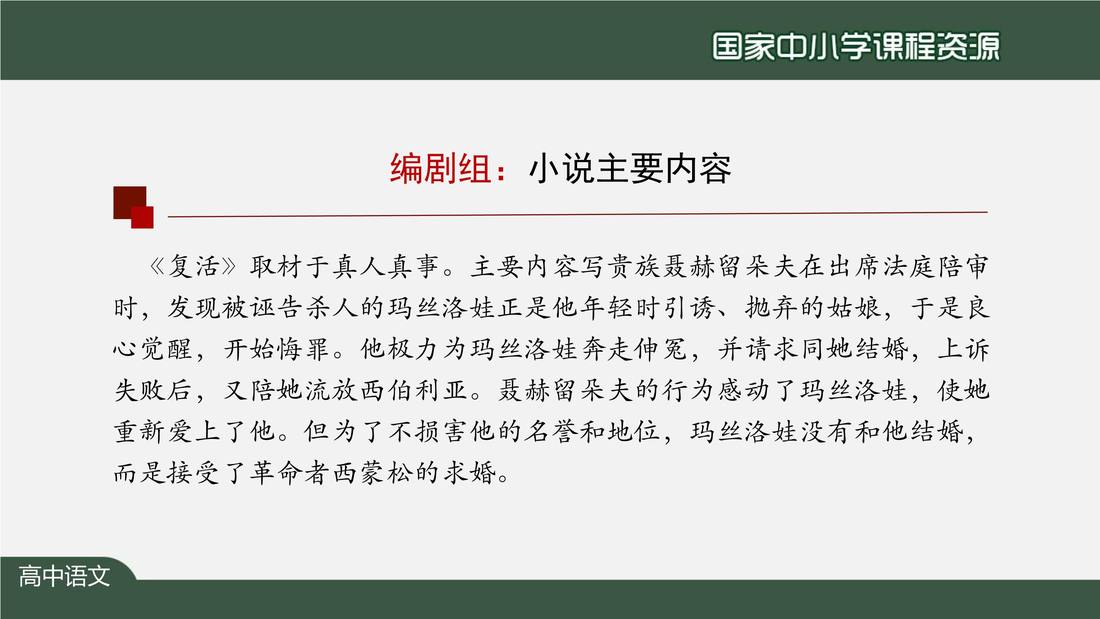 国家中小学课程资源
编剧组：小说主要内容
《复活》取材于真人真事。主要内容写贵族聂赫留朵夫在出席法庭陪审
时，发现被诬告杀人的玛丝洛娃正是他年轻时引诱、抛弃的姑娘，于是良
心觉醒，开始悔罪。他极力为玛丝洛娃奔走伸冤，并请求同她结婚，上诉
失败后，又陪她流放西伯利亚。聂赫留朵夫的行为感动了玛丝洛娃，使她
重新爱上了他。但为了不损害他的名誉和地位，玛丝洛娃没有和他结婚，
而是接受了革命者西蒙松的求婚。
高中语文